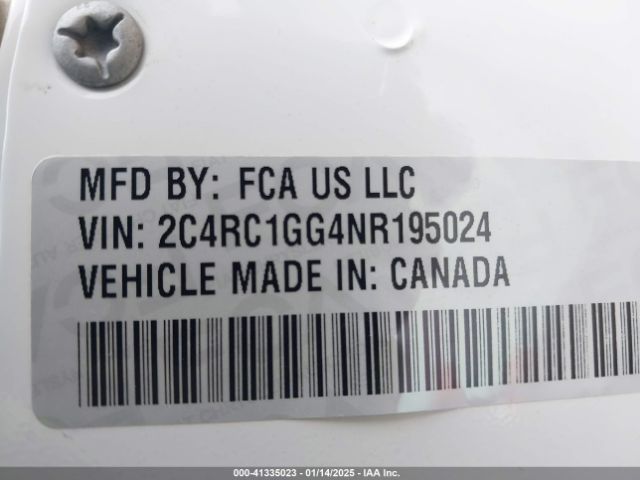 MFD BY: FCA US LLC
VIN: 2C4RC1GG4NR195024
VEHICLE MADE IN: CANADA
000-41335023 - 01/14/2025 - IAA Inc.